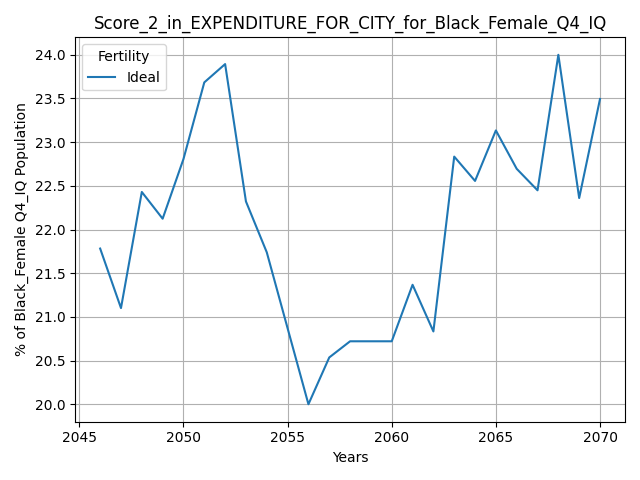 Score_2_in_EXPENDITURE_FOR_CITY_for_Black_Female_Q4_IQ
Fertility
Ideal
% of Black_Female Q4_IQ Population
24.0
23.5
23.0
22.5
22.0
21.5
21.0
20.5
20.0
2045 2050 2055 2060 2065 2070
Years